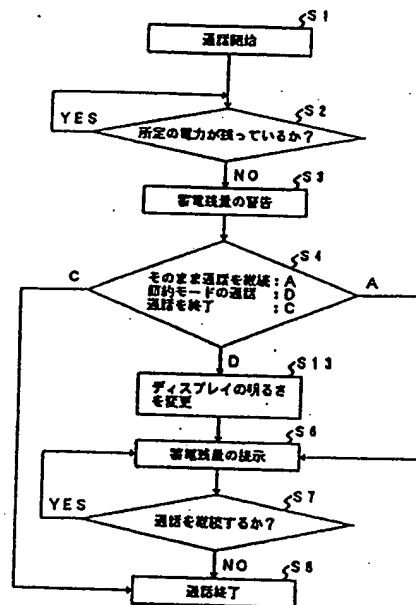 S1
通話開始
S2
所定の電力が残っているか?
YES
NO
S3
蓄電残量の警告
S4
そのまま通話を継続:A
節約モードの通話:D
通話を終了:C
C
A
D
S13
ディスプレイの明るさ
を変更
S6
蓄電残量の提示
S7
通話を継続するか?
YES
NO
S8
通話終了